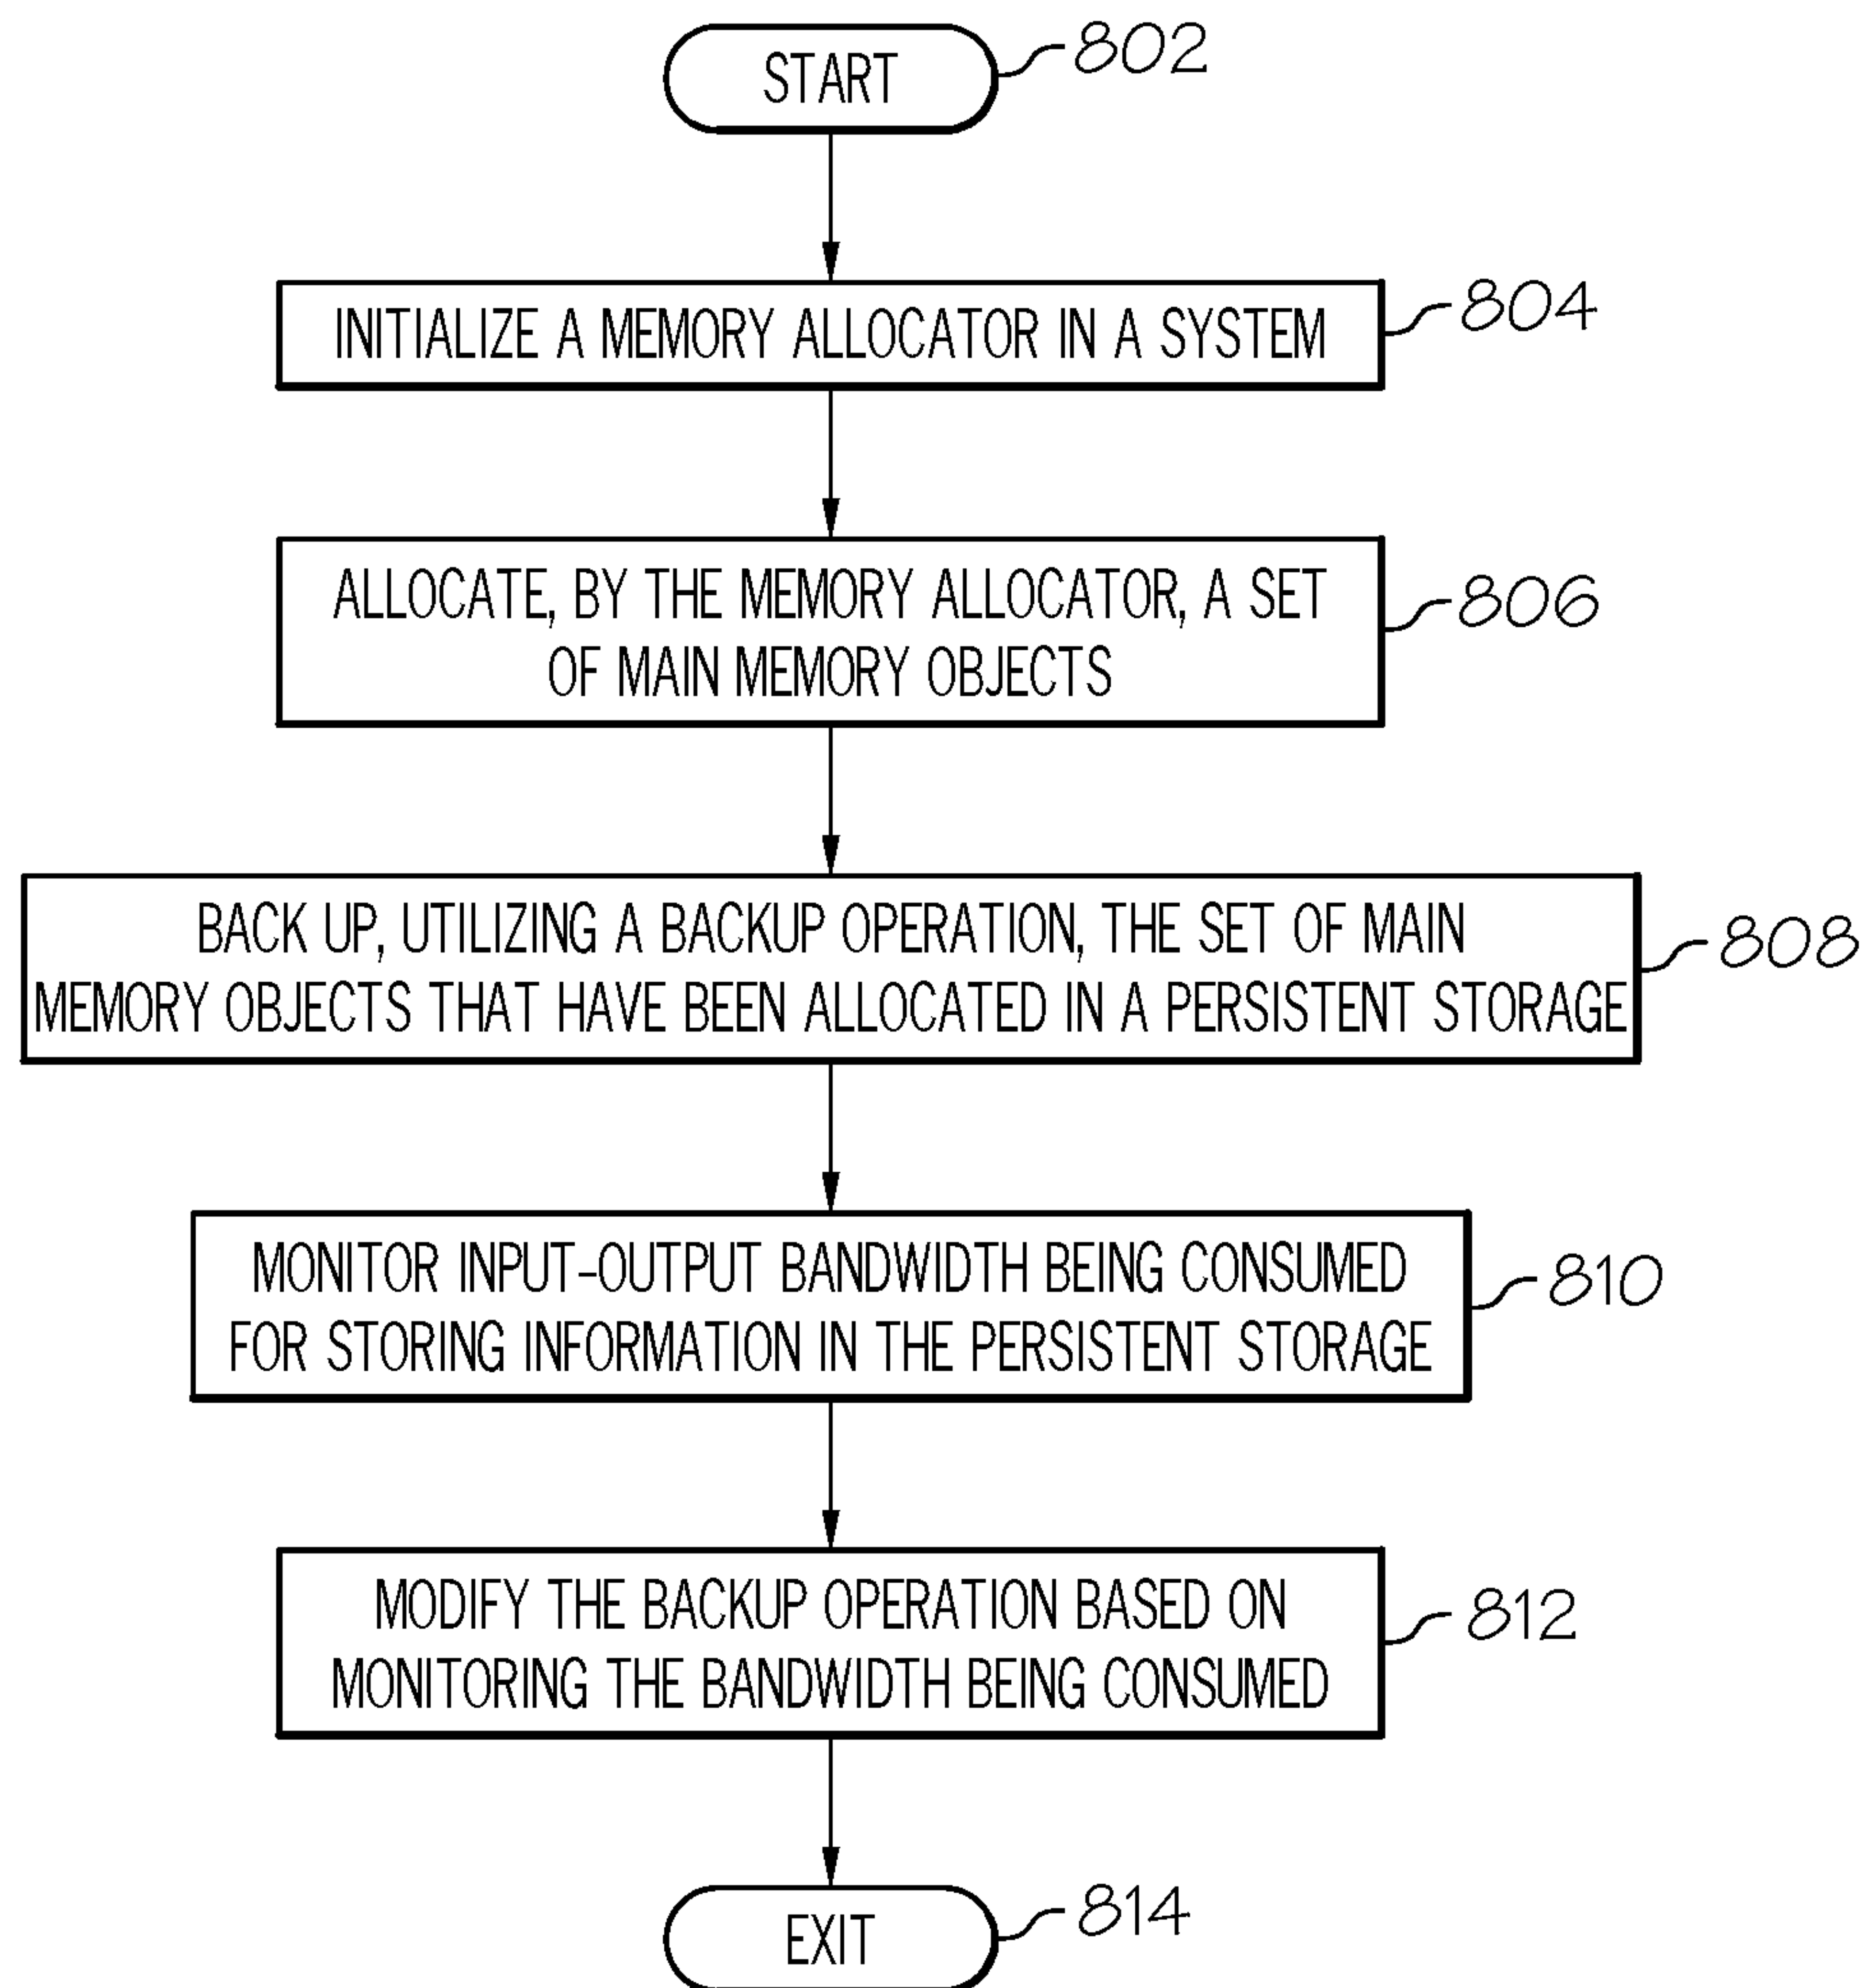 START
802
INITIALIZE A MEMORY ALLOCATOR IN A SYSTEM
804
ALLOCATE, BY THE MEMORY ALLOCATOR, A SET
OF MAIN MEMORY OBJECTS
806
BACK UP, UTILIZING A BACKUP OPERATION, THE SET OF MAIN
MEMORY OBJECTS THAT HAVE BEEN ALLOCATED IN A PERSISTENT STORAGE
808
MONITOR INPUT-OUTPUT BANDWIDTH BEING CONSUMED
FOR STORING INFORMATION IN THE PERSISTENT STORAGE
810
MODIFY THE BACKUP OPERATION BASED ON
MONITORING THE BANDWIDTH BEING CONSUMED
812
EXIT
814